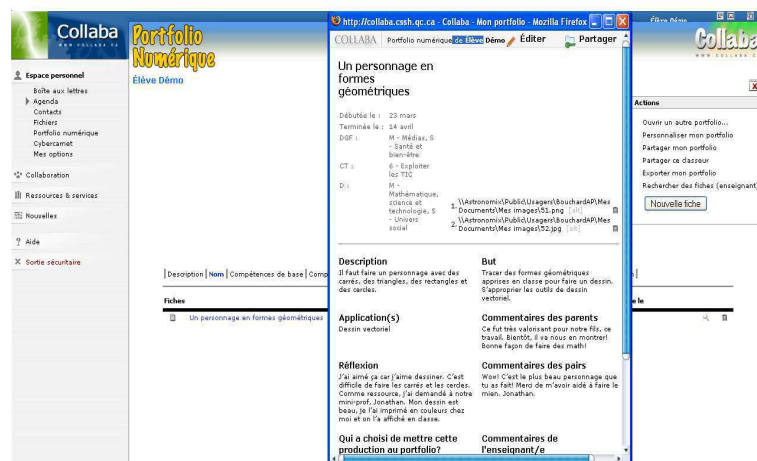 Collaba
WWW.COLLABA.CA
Espace personnel
Boîte aux lettres
Agenda
Contacts
Fichiers
Portfolio numérique
Cybercarnet
Mes options
Collaboration
Ressources & services
Nouvelles
Aide
Sortie sécuritaire
Portfolio
Numérique
Élève Démo
Description | Nom | Compétences de base | Comp
Fiches
Un personnage en formes géométriques
http://collaba.cssh.qc.ca - Collaba - Mon portfolio - Mozilla Firefox
COLLABA Portfolio numérique de Élève Démo Éditer Partager
Un personnage en
formes
géométriques
Débutée le : 23 mars
Terminée le : 14 avril
DGF : M - Médias, S
- Santé et
bien-être
CT : 6 - Exploiter
les TIC
D : M -
Mathématique,
science et
technologie, S
- Univers
social
1. \\Astronomix\Public\Usagers\BouchardAP\Mes
Documents\Mes images\51.png [alt]
2. \\Astronomix\Public\Usagers\BouchardAP\Mes
Documents\Mes images\52.jpg [alt]
Description
Il faut faire un personnage avec des
carrés, des triangles, des rectangles et
des cercles.
But
Tracer des formes géométriques
apprises en classe pour faire un dessin.
S'approprier les outils de dessin
vectoriel.
Application(s)
Dessin vectoriel
Commentaires des parents
Ce fut très valorisant pour notre fils, ce
travail. Bientôt, il va nous en montrer!
Bonne façon de faire des math!
Réflexion
J'ai aimé ça car j'aime dessiner. C'est
difficile de faire les carrés et les cercles.
Comme ressource, j'ai demandé à notre
mini-prof, Jonathan. Mon dessin est
beau, je l'ai imprimé en couleurs chez
moi et on l'a affiché en classe.
Commentaires des pairs
Wow! C'est le plus beau personnage que
tu as fait! Merci de m'avoir aidé à faire le
mien. Jonathan.
Qui a choisi de mettre cette
production au portfolio?
Commentaires de
l'enseignant/e
Élève Démo
Collaba
Actions
Ouvrir un autre portfolio...
Personnaliser mon portfolio
Partager mon portfolio
Partager ce classeur
Exporter mon portfolio
Rechercher des fiches (enseignant)
Nouvelle fiche
e le